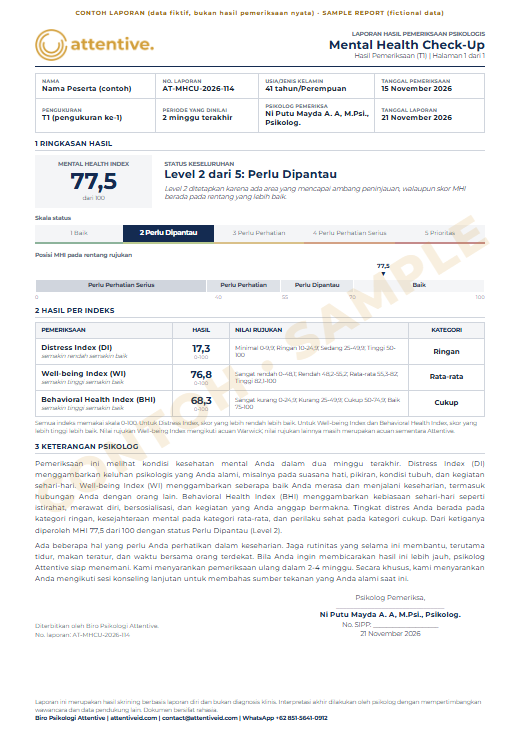 CONTOH LAPORAN (data fiktif, bukan hasil pemeriksaan nyata) - SAMPLE REPORT (fictional data)
attentive.
LAPORAN HASIL PEMERIKSAAN PSIKOLOGIS
Mental Health Check-Up
Hasil Pemeriksaan (T1) | Halaman 1 dari 1
NAMA
Nama Peserta (contoh)
NO. LAPORAN
AT-MHCU-2026-114
USIA/JENIS KELAMIN
41 tahun/Perempuan
TANGGAL PEMERIKSAAN
15 November 2026
PENGUKURAN
T1 (pengukuran ke-1)
PERIODE YANG DINILAI
2 minggu terakhir
PSIKOLOG PEMERIKSA
Ni Putu Mayda A. A, M.Psi.,
Psikolog.
TANGGAL LAPORAN
21 November 2026
1 RINGKASAN HASIL
MENTAL HEALTH INDEX
77,5
dari 100
STATUS KESELURUHAN
Level 2 dari 5: Perlu Dipantau
Level 2 ditetapkan karena ada area yang mencapai ambang peninjauan, walaupun skor MHI
berada pada rentang yang lebih baik.
Skala status
1 Baik
2 Perlu Dipantau
3 Perlu Perhatian
4 Perlu Perhatian Serius
5 Prioritas
Posisi MHI pada rentang rujukan
77,5
▼
Perlu Perhatian Serius
Perlu Perhatian
Perlu Dipantau
Baik
0
40
55
70
100
2 HASIL PER INDEKS
PEMERIKSAAN
HASIL
NILAI RUJUKAN
KATEGORI
Distress Index (DI)
semakin rendah semakin baik
17,3
0-100
Minimal 0-9,9; Ringan 10-24,9; Sedang 25-49,9; Tinggi 50-
100
Ringan
Well-being Index (WI)
semakin tinggi semakin baik
76,8
0-100
Sangat rendah 0-48,1; Rendah 48,2-55,2; Rata-rata 55,3-82;
Tinggi 82,1-100
Rata-rata
Behavioral Health Index (BHI)
semakin tinggi semakin baik
68,3
0-100
Sangat kurang 0-24,9; Kurang 25-49,9; Cukup 50-74,9; Baik
75-100
Cukup
Semua indeks memakai skala 0-100. Untuk Distress Index, skor yang lebih rendah lebih baik. Untuk Well-being Index dan Behavioral Health Index, skor yang
lebih tinggi lebih baik. Nilai rujukan Well-being Index mengikuti acuan Warwick, nilai rujukan lainnya masih merupakan acuan sementara Attentive.
3 KETERANGAN PSIKOLOG
Pemeriksaan ini melihat kondisi kesehatan mental Anda dalam dua minggu terakhir. Distress Index (DI)
menggambarkan keluhan psikologis yang Anda alami, misalnya pada suasana hati, pikiran, kondisi tubuh, dan kegiatan
sehari-hari. Well-being Index (WI) menggambarkan seberapa baik Anda merasa dan menjalani keseharian, termasuk
hubungan Anda dengan orang lain. Behavioral Health Index (BHI) menggambarkan kebiasaan sehari-hari seperti
istirahat, merawat diri, bersosialisasi, dan kegiatan yang Anda anggap bermakna. Tingkat distres Anda berada pada
kategori ringan, kesejahteraan mental pada kategori rata-rata, dan perilaku sehat pada kategori cukup. Dari ketiganya
diperoleh MHI 77,5 dari 100 dengan status Perlu Dipantau (Level 2).
Ada beberapa hal yang perlu Anda perhatikan dalam keseharian. Jaga rutinitas yang selama ini membantu, terutama
tidur, makan teratur, dan waktu bersama orang terdekat. Bila Anda ingin membicarakan hasil ini lebih jauh, psikolog
Attentive siap menemani. Kami menyarankan pemeriksaan ulang dalam 2-4 minggu. Secara khusus, kami menyarankan
Anda mengikuti sesi konseling lanjutan untuk membahas sumber tekanan yang Anda alami saat ini.
Psikolog Pemeriksa,
Ni Putu Mayda A. A, M.Psi., Psikolog.
No. SIPP: ____________________
21 November 2026
Diterbitkan oleh Biro Psikologi Attentive.
No. laporan: AT-MHCU-2026-114
CONTOH • SAMPLE
Laporan ini merupakan hasil skrining berbasis laporan diri dan bukan diagnosis klinis. Interpretasi akhir dilakukan oleh psikolog dengan mempertimbangkan
wawancara dan data pendukung lain. Dokumen bersifat rahasia.
Biro Psikologi Attentive | attentiveid.com | contact@attentiveid.com | WhatsApp +62 851-5641-0912